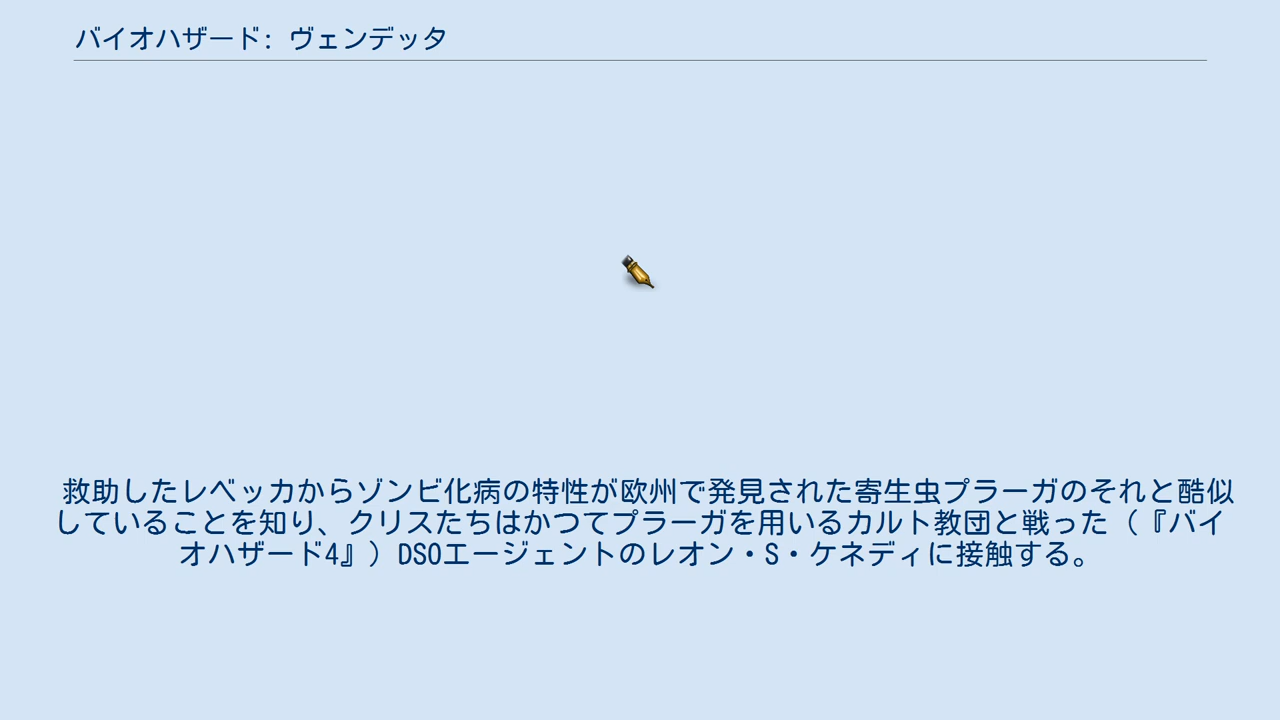 バイオハザード: ヴェンデッタ
救助したレベッカからゾンビ化病の特性が欧州で発見された寄生虫プラーガのそれと酷似
していることを知り、クリスたちはかつてプラーガを用いるカルト教団と戦った（『バイ
オハザード4』）DSOエージェントのレオン・S・ケネディに接触する。